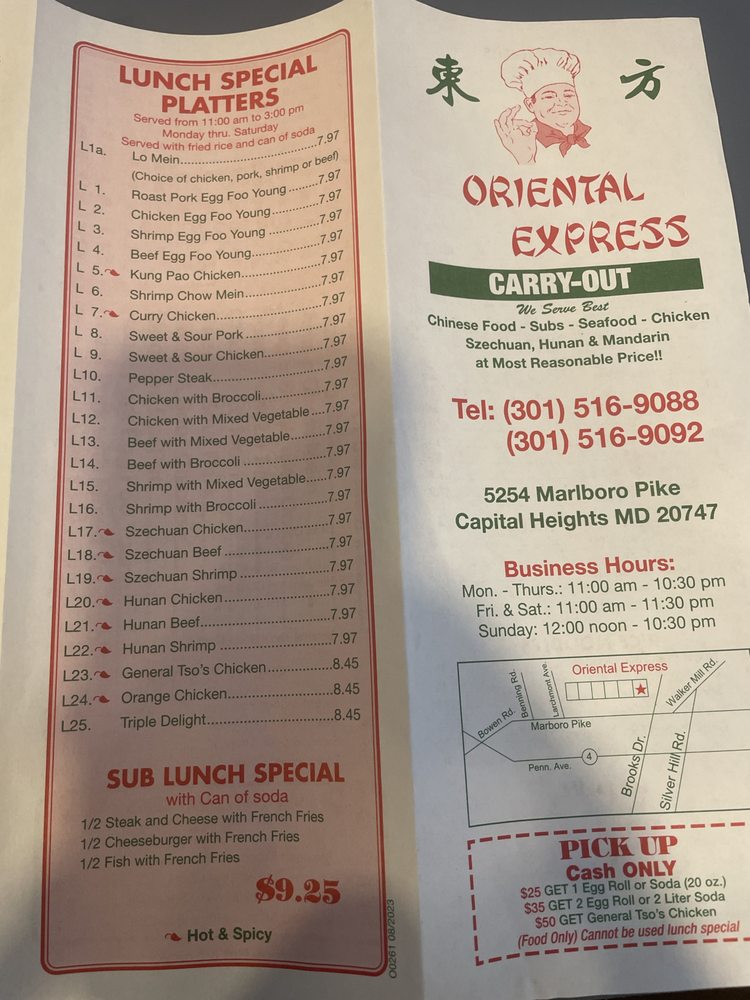 LUNCH SPECIAL
PLATTERS
Served from 11:00 am to 3:00 pm
Monday thru. Saturday
Served with fried rice and can of soda
L1a. Lo Mein..........7.97
(Choice of chicken, pork, shrimp or beef)
L 1. Roast Pork Egg Foo Young..........7.97
L 2. Chicken Egg Foo Young..........7.97
L 3. Shrimp Egg Foo Young..........7.97
L 4. Beef Egg Foo Young..........7.97
L 5. Kung Pao Chicken..........7.97
L 6. Shrimp Chow Mein..........7.97
L 7. Curry Chicken..........7.97
L 8. Sweet & Sour Pork..........7.97
L 9. Sweet & Sour Chicken..........7.97
L10. Pepper Steak..........7.97
L11. Chicken with Broccoli..........7.97
L12. Chicken with Mixed Vegetable....7.97
L13. Beef with Mixed Vegetable........7.97
L14. Beef with Broccoli..........7.97
L15. Shrimp with Mixed Vegetable......7.97
L16. Shrimp with Broccoli..........7.97
L17. Szechuan Chicken..........7.97
L18. Szechuan Beef..........7.97
L19. Szechuan Shrimp..........7.97
L20. Hunan Chicken..........7.97
L21. Hunan Beef..........7.97
L22. Hunan Shrimp..........7.97
L23. General Tso's Chicken..........8.45
L24. Orange Chicken..........8.45
L25. Triple Delight..........8.45
SUB LUNCH SPECIAL
with Can of soda
1/2 Steak and Cheese with French Fries
1/2 Cheeseburger with French Fries
1/2 Fish with French Fries
$9.25
Hot & Spicy
O0261 08/2023
東 方
ORIENTAL
EXPRESS
CARRY-OUT
We Serve Best
Chinese Food - Subs - Seafood - Chicken
Szechuan, Hunan & Mandarin
at Most Reasonable Price!!
Tel: (301) 516-9088
(301) 516-9092
5254 Marlboro Pike
Capital Heights MD 20747
Business Hours:
Mon. - Thurs.: 11:00 am - 10:30 pm
Fri. & Sat.: 11:00 am - 11:30 pm
Sunday: 12:00 noon - 10:30 pm
Oriental Express
Bowen Rd.
Benning Rd.
Larchmont Ave.
Walker Mill Rd.
Marboro Pike
Penn. Ave.
4
Brooks Dr.
Silver Hill Rd.
PICK UP
Cash ONLY
$25 GET 1 Egg Roll or Soda (20 oz.)
$35 GET 2 Egg Roll or 2 Liter Soda
$50 GET General Tso's Chicken
(Food Only) Cannot be used lunch special